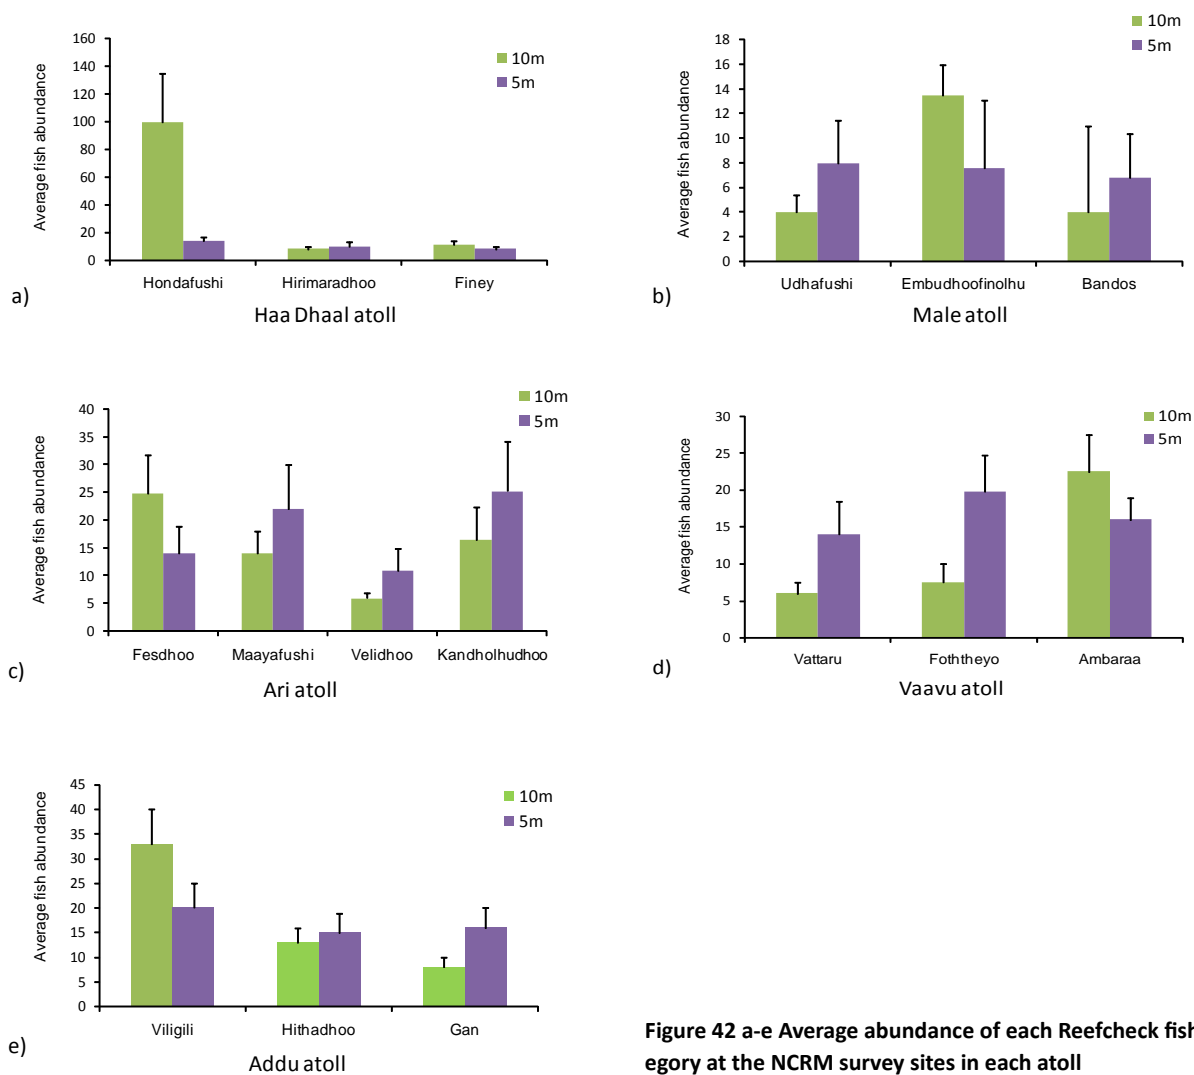 160
140
120
100
80
60
40
20
0
Average fish abundance
10m
5m
Hondafushi Hirimaradhoo Finey
a)
Haa Dhaal atoll
18
16
14
12
10
8
6
4
2
0
Average fish abundance
10m
5m
Udhafushi Embudhoofinolhu Bandos
b)
Male atoll
40
35
30
25
20
15
10
5
0
Average fish abundance
10m
5m
Fesdhoo Maayafushi Velidhoo Kandholhudhoo
c)
Ari atoll
30
25
20
15
10
5
0
Average fish abundance
10m
5m
Vattaru Foththeyo Ambaraa
d)
Vaavu atoll
45
40
35
30
25
20
15
10
5
0
Average fish abundance
10m
5m
Viligili Hithadhoo Gan
e)
Addu atoll
Figure 42 a-e Average abundance of each Reefcheck fish
egory at the NCRM survey sites in each atoll